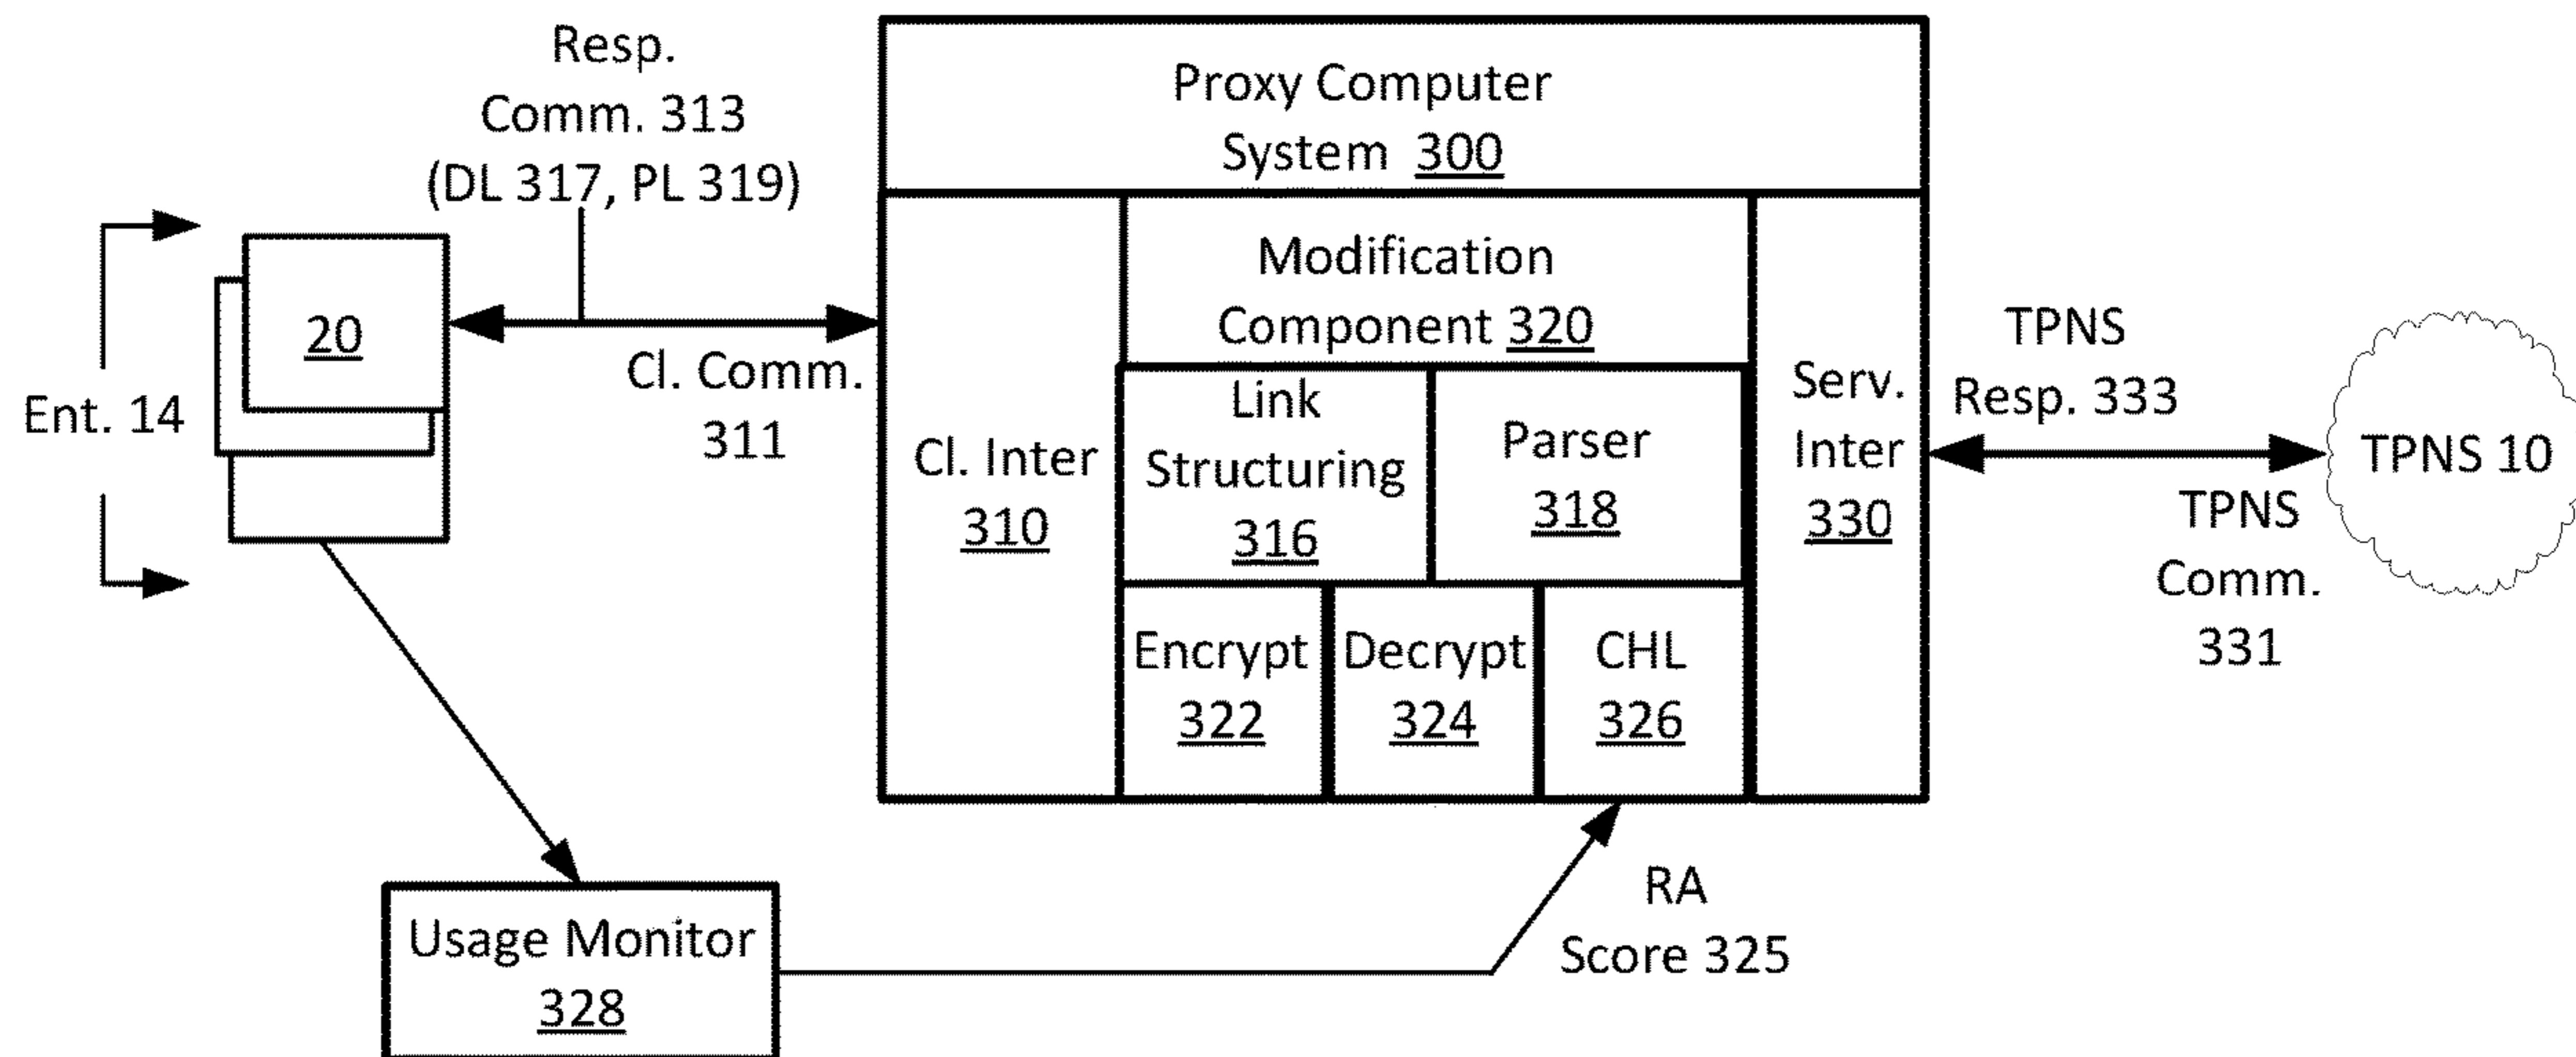 Resp.
Comm. 313
(DL 317, PL 319)
Ent. 14
20
Cl. Comm.
311
Proxy Computer
System 300
Cl. Inter
310
Modification
Component 320
Link
Structuring
316
Parser
318
Encrypt
322
Decrypt
324
CHL
326
Serv.
Inter
330
TPNS
Resp. 333
TPNS
Comm.
331
TPNS 10
Usage Monitor
328
RA
Score 325